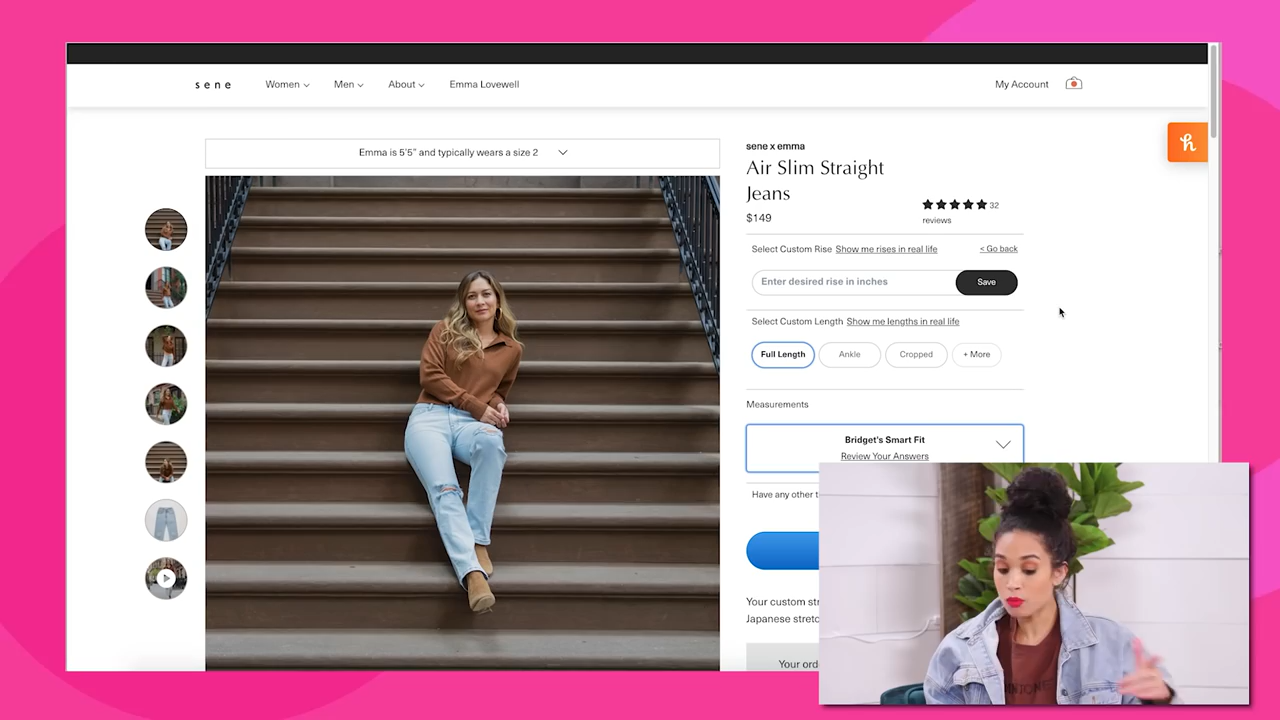 sene
Women
Men
About
Emma Lovewell
My Account
Emma is 5'5" and typically wears a size 2
h
sene x emma
Air Slim Straight
Jeans
$149
32
reviews
Select Custom Rise Show me rises in real life < Go back
Enter desired rise in inches
Save
Select Custom Length Show me lengths in real life
Full Length
Ankle
Cropped
+ More
Measurements
Bridget's Smart Fit
Review Your Answers
Have any other t
Your custom str
Japanese stretc
Your orde